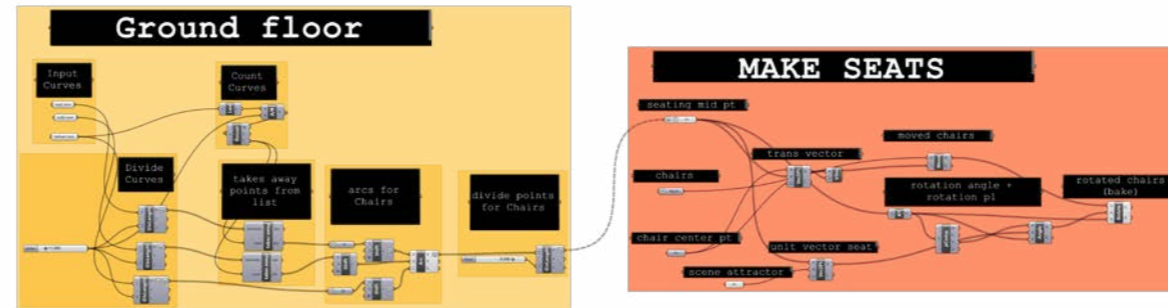 Ground floor
Input
Curves
Count
Curves
Divide
Curves
takes away
points from
list
arcs for
Chairs
divide points
for Chairs
MAKE SEATS
seating mid pt
moved chairs
trans vector
chairs
rotation angle +
rotation pl
rotated chairs
(bake)
chair center pt
unit vector seat
scene attractor